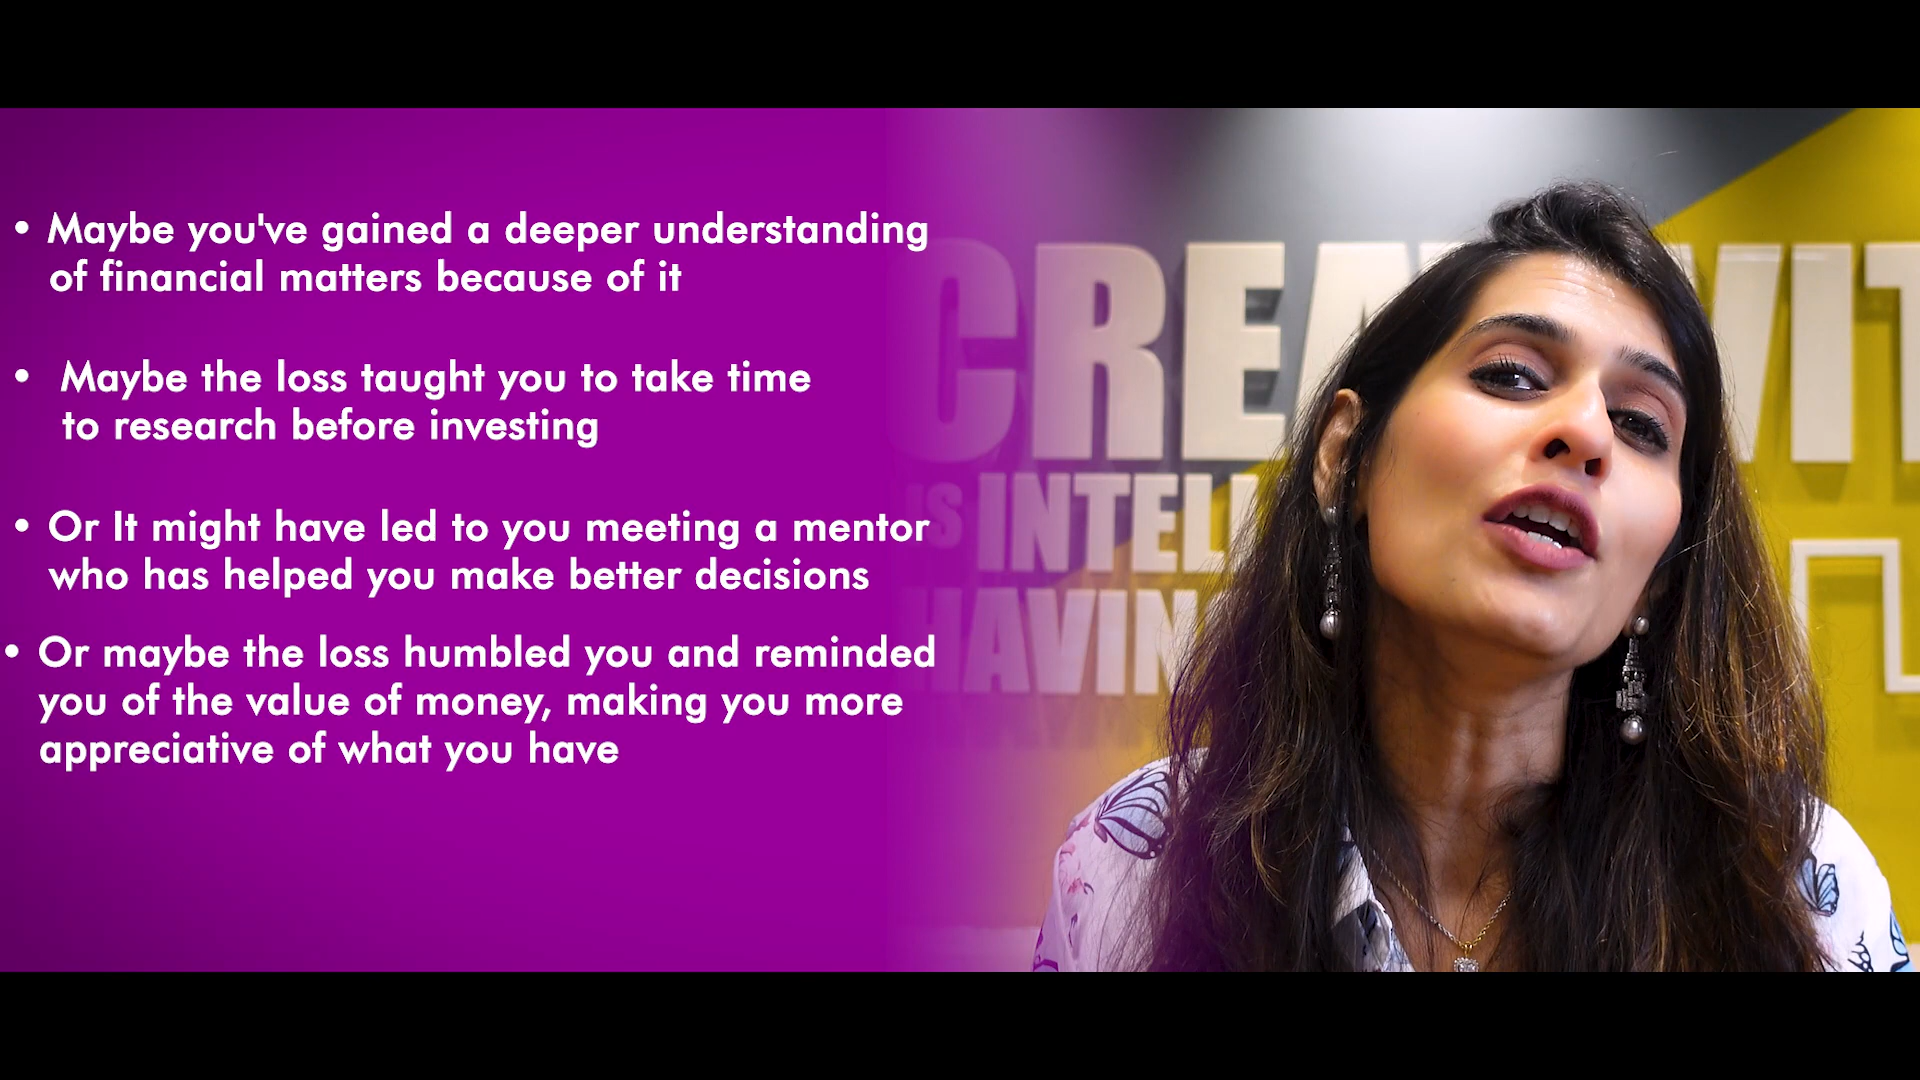 • Maybe you've gained a deeper understanding
of financial matters because of it
• Maybe the loss taught you to take time
to research before investing
• Or It might have led to you meeting a mentor
who has helped you make better decisions
• Or maybe the loss humbled you and reminded
you of the value of money, making you more
appreciative of what you have
IS